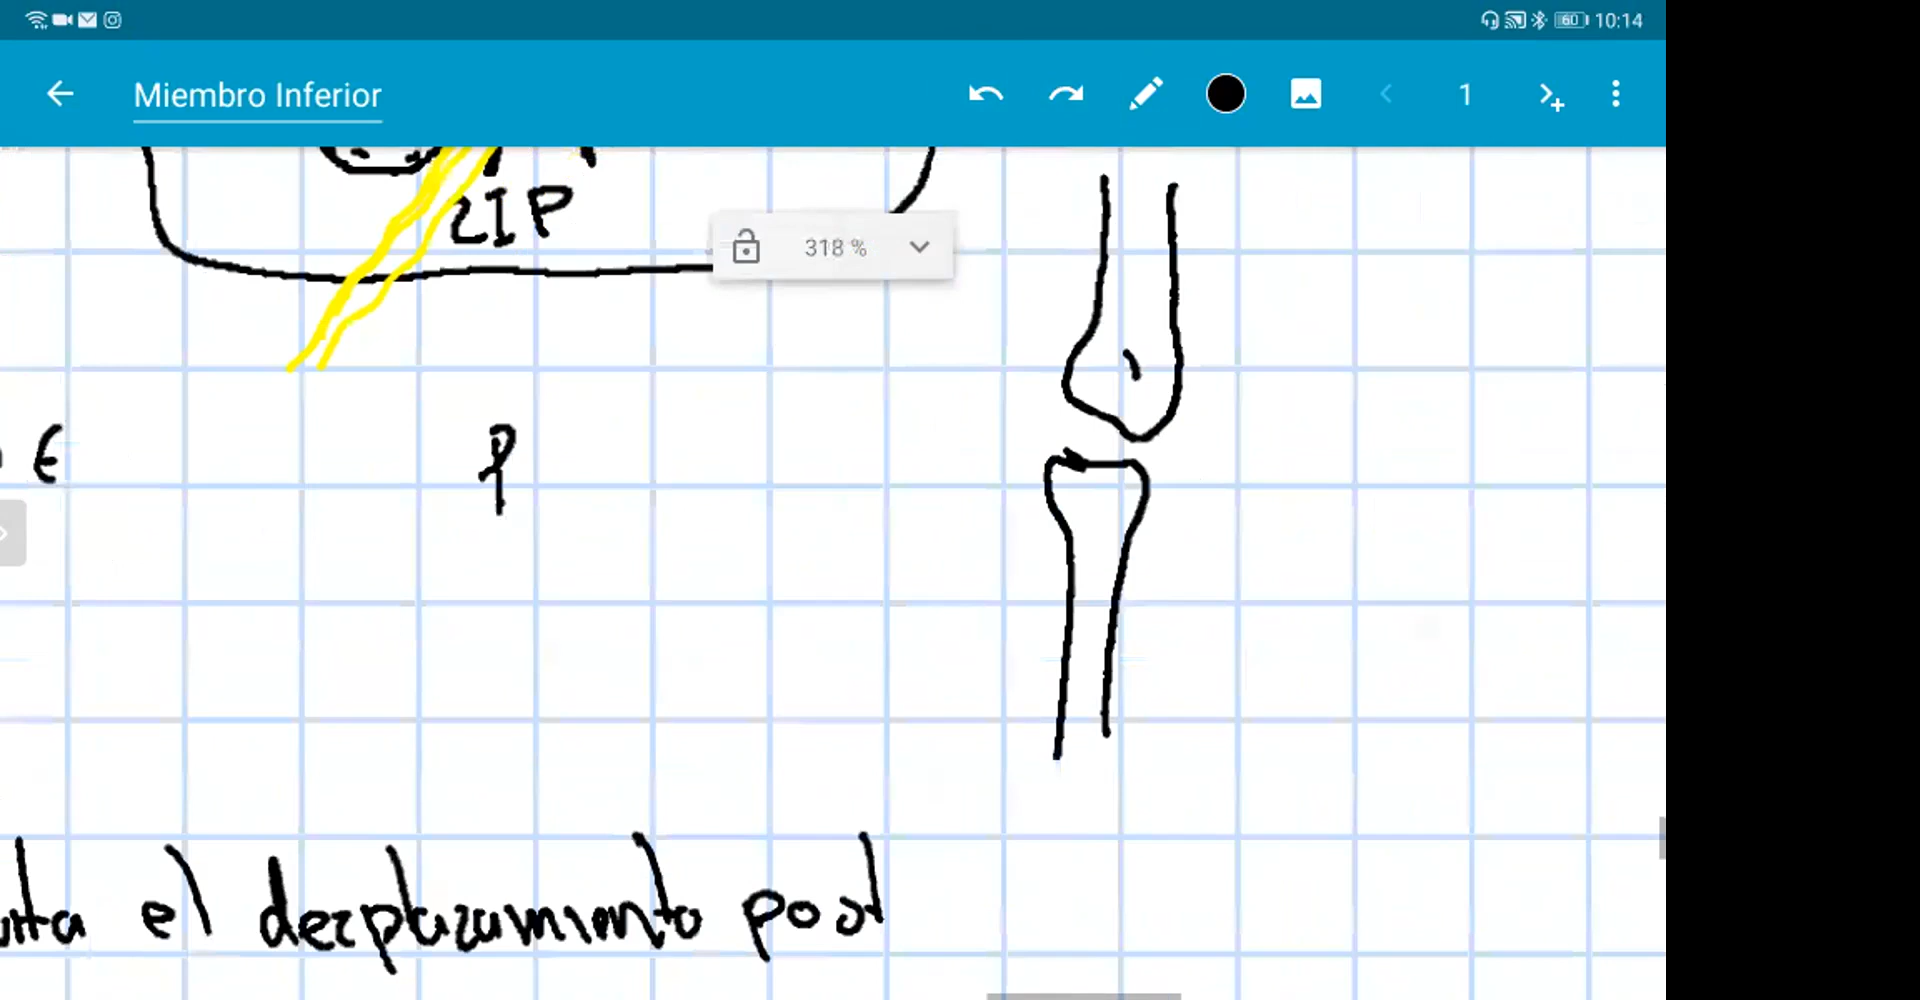 10:14
Miembro Inferior
1
LIP
318 %
E
P
el desplazamiento post